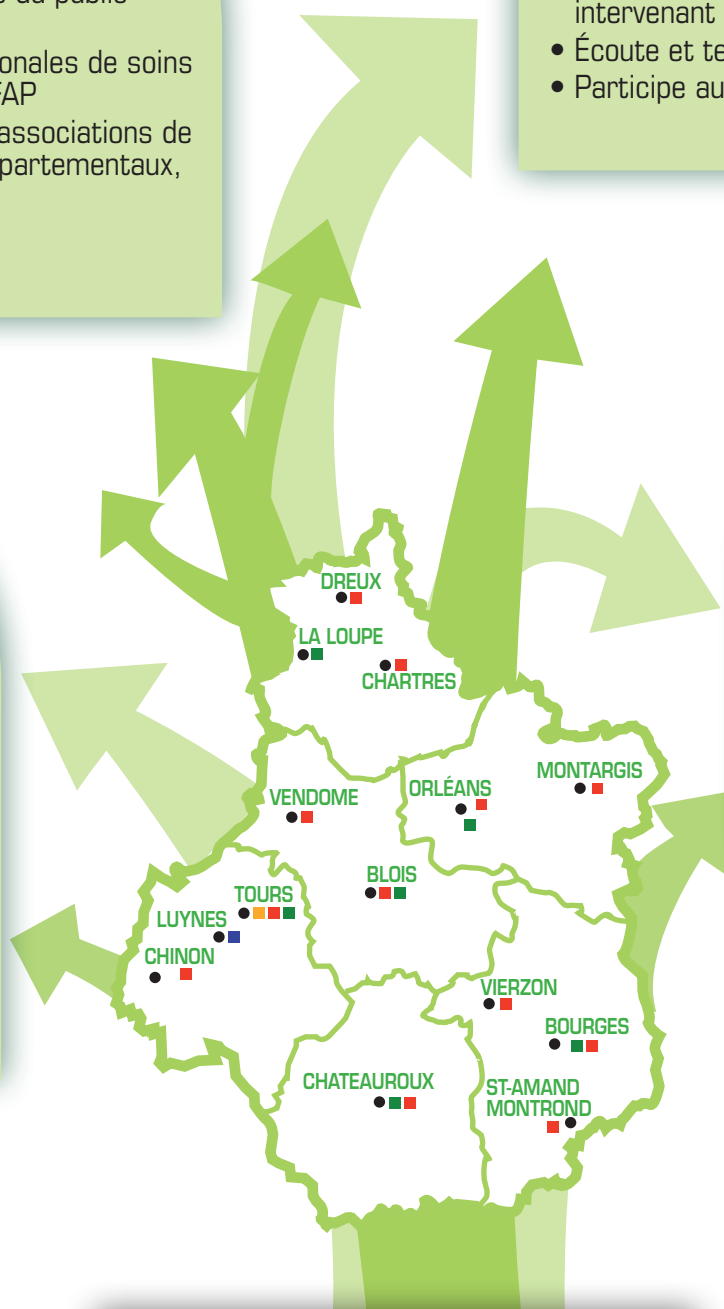 onales de soins
FAP
associations de
partementaux,
intervenant
• Écoute et te
• Participe au
DREUX
LA LOUPE
CHARTRES
VENDOME
ORLÉANS
MONTARGIS
BLOIS
TOURS
LUYNES
CHINON
VIERZON
BOURGES
CHATEAUROUX
ST-AMAND
MONTROND